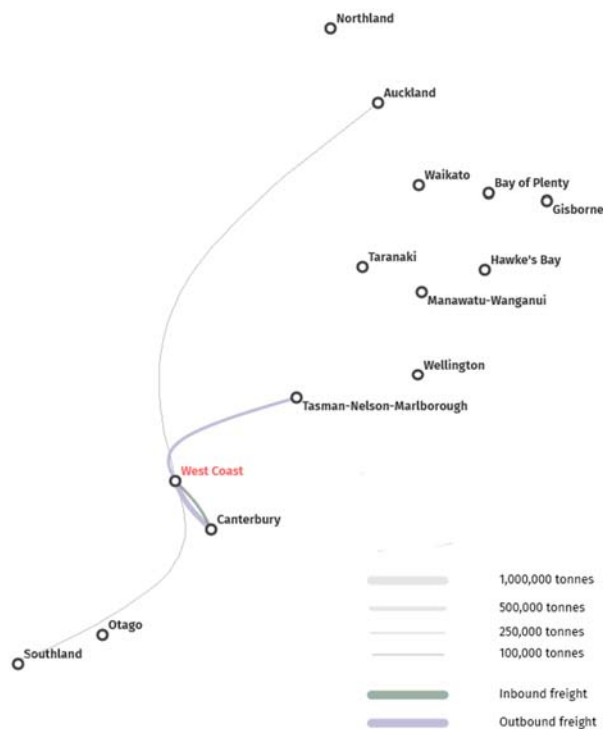 Northland
Auckland
Waikato
Bay of Plenty
Gisborne
Taranaki
Hawke's Bay
Manawatu-Wanganui
Wellington
Tasman-Nelson-Marlborough
West Coast
Canterbury
Otago
Southland
1,000,000 tonnes
500,000 tonnes
250,000 tonnes
100,000 tonnes
Inbound freight
Outbound freight